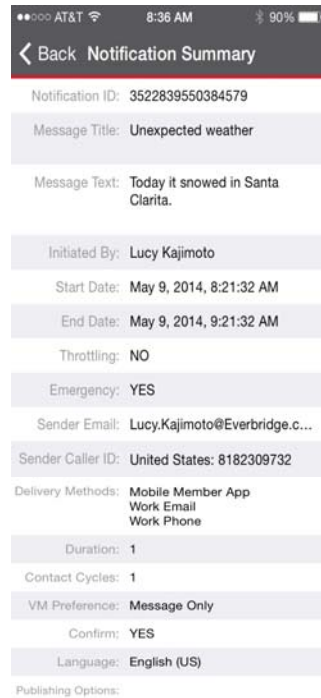 AT&T 8:36 AM 90%
Back Notification Summary
Notification ID: 3522839550384579
Message Title: Unexpected weather
Message Text: Today it snowed in Santa
Clarita.
Initiated By: Lucy Kajimoto
Start Date: May 9, 2014, 8:21:32 AM
End Date: May 9, 2014, 9:21:32 AM
Throttling: NO
Emergency: YES
Sender Email: Lucy.Kajimoto@Everbridge.c...
Sender Caller ID: United States: 8182309732
Delivery Methods: Mobile Member App
Work Email
Work Phone
Duration: 1
Contact Cycles: 1
VM Preference: Message Only
Confirm: YES
Language: English (US)
Publishing Options: